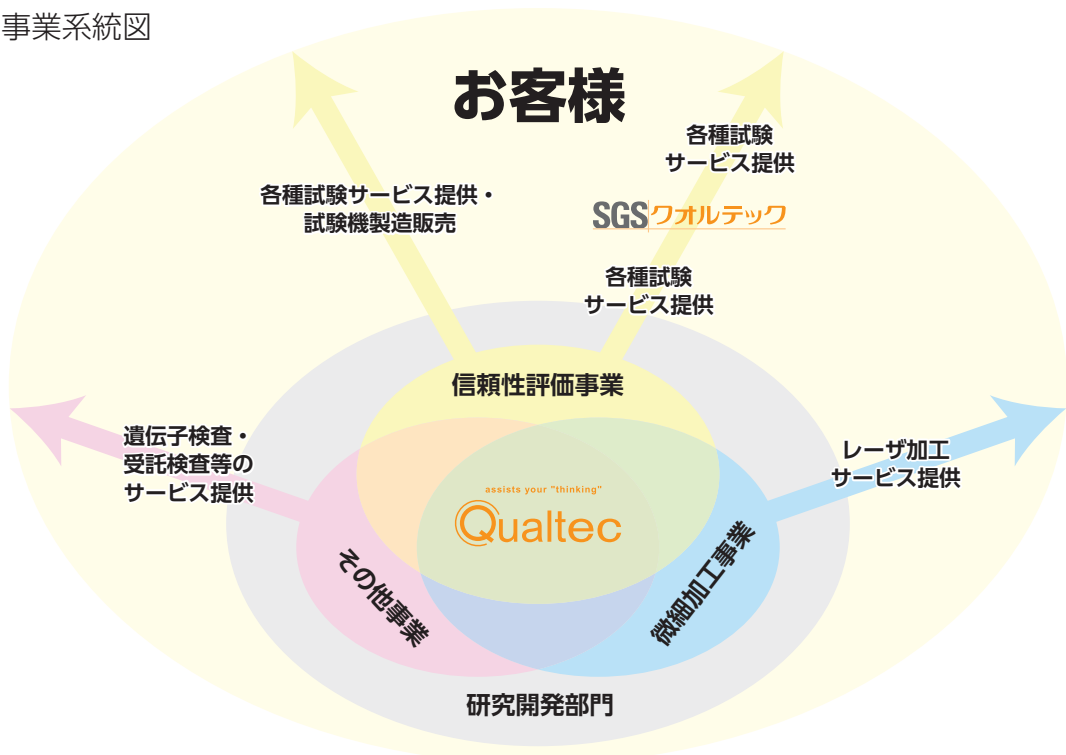 事業系統図
お客様
各種試験
サービス提供
各種試験サービス提供・
試験機製造販売
SGSクオルテック
各種試験
サービス提供
信頼性評価事業
遺伝子検査・
受託検査等の
サービス提供
レーザ加工
サービス提供
assists your "thinking"
Qualtec
その他事業
微細加工事業
研究開発部門